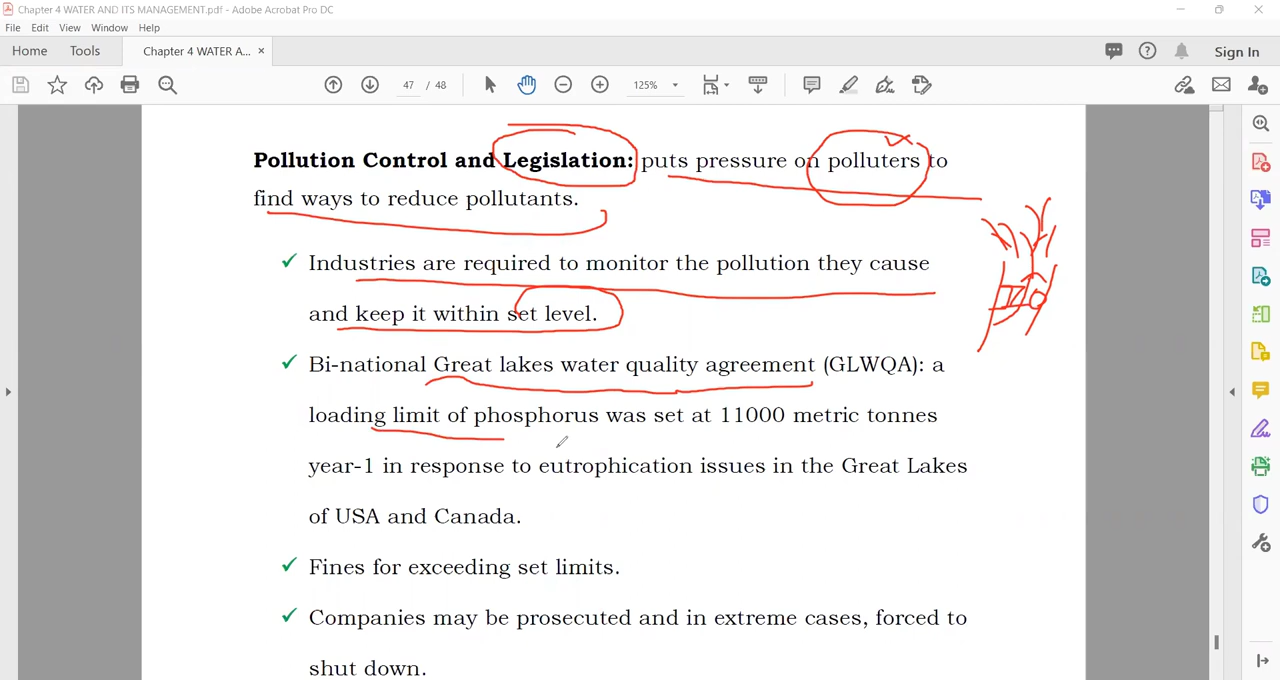 Chapter 4 WATER AND ITS MANAGEMENT.pdf - Adobe Acrobat Pro DC
File Edit View Window Help
Home Tools Chapter 4 WATER A... × Sign In
47 / 48 125%
Pollution Control and Legislation: puts pressure on polluters to
find ways to reduce pollutants.
✓ Industries are required to monitor the pollution they cause
and keep it within set level.
✓ Bi-national Great lakes water quality agreement (GLWQA): a
loading limit of phosphorus was set at 11000 metric tonnes
year-1 in response to eutrophication issues in the Great Lakes
of USA and Canada.
✓ Fines for exceeding set limits.
✓ Companies may be prosecuted and in extreme cases, forced to
shut down.